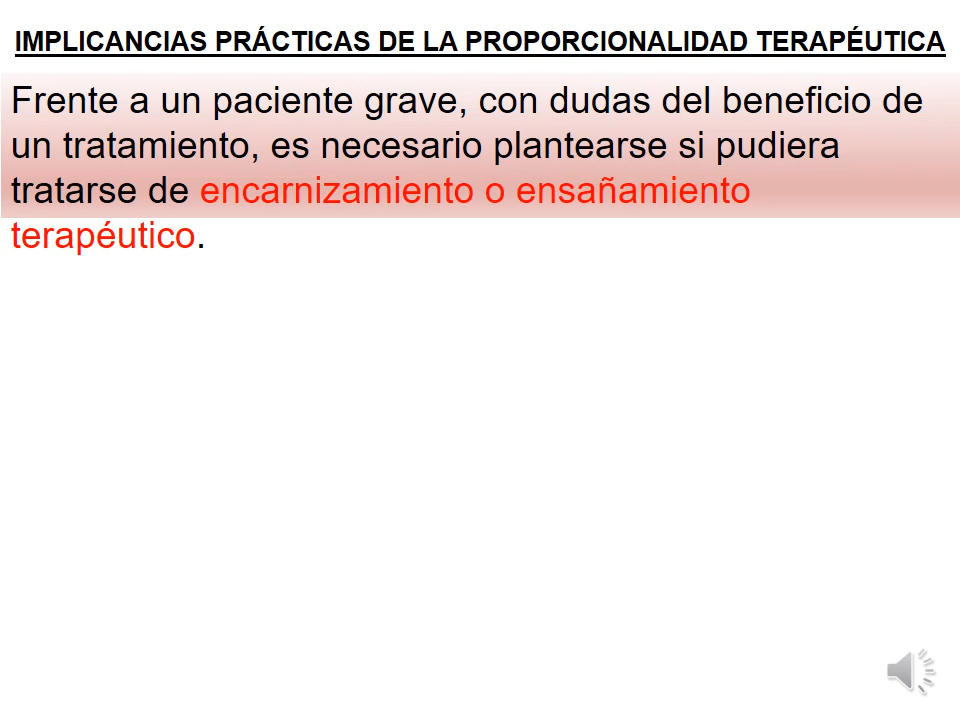 IMPLICANCIAS PRÁCTICAS DE LA PROPORCIONALIDAD TERAPÉUTICA
Frente a un paciente grave, con dudas del beneficio de
un tratamiento, es necesario plantearse si pudiera
tratarse de encarnizamiento o ensañamiento
terapéutico.